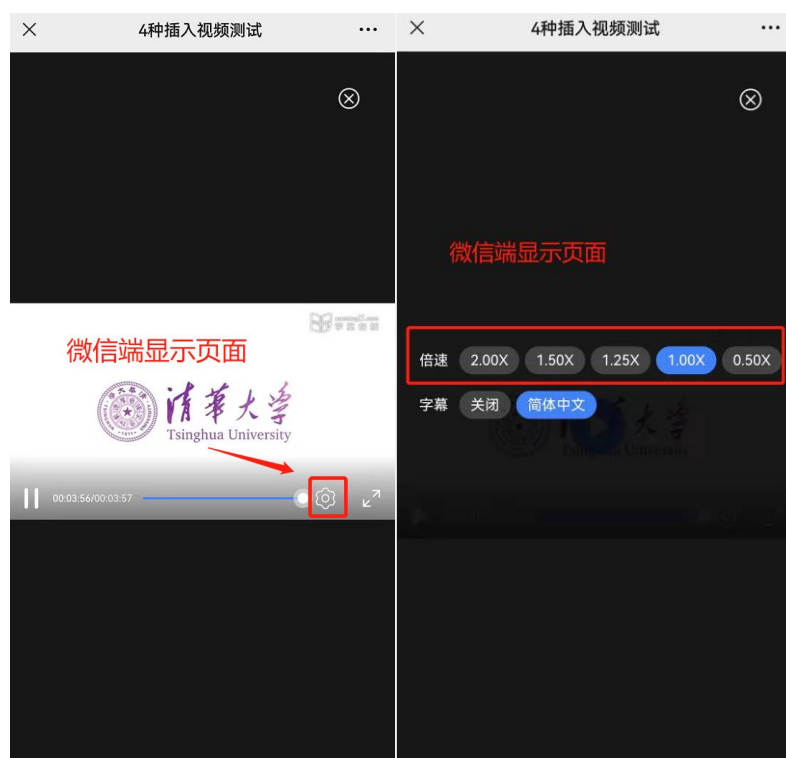 4种插入视频测试
微信端显示页面
清華大学
Tsinghua University
00:03:56/00:03:57
4种插入视频测试
微信端显示页面
倍速 2.00X 1.50X 1.25X 1.00X 0.50X
字幕 关闭 简体中文